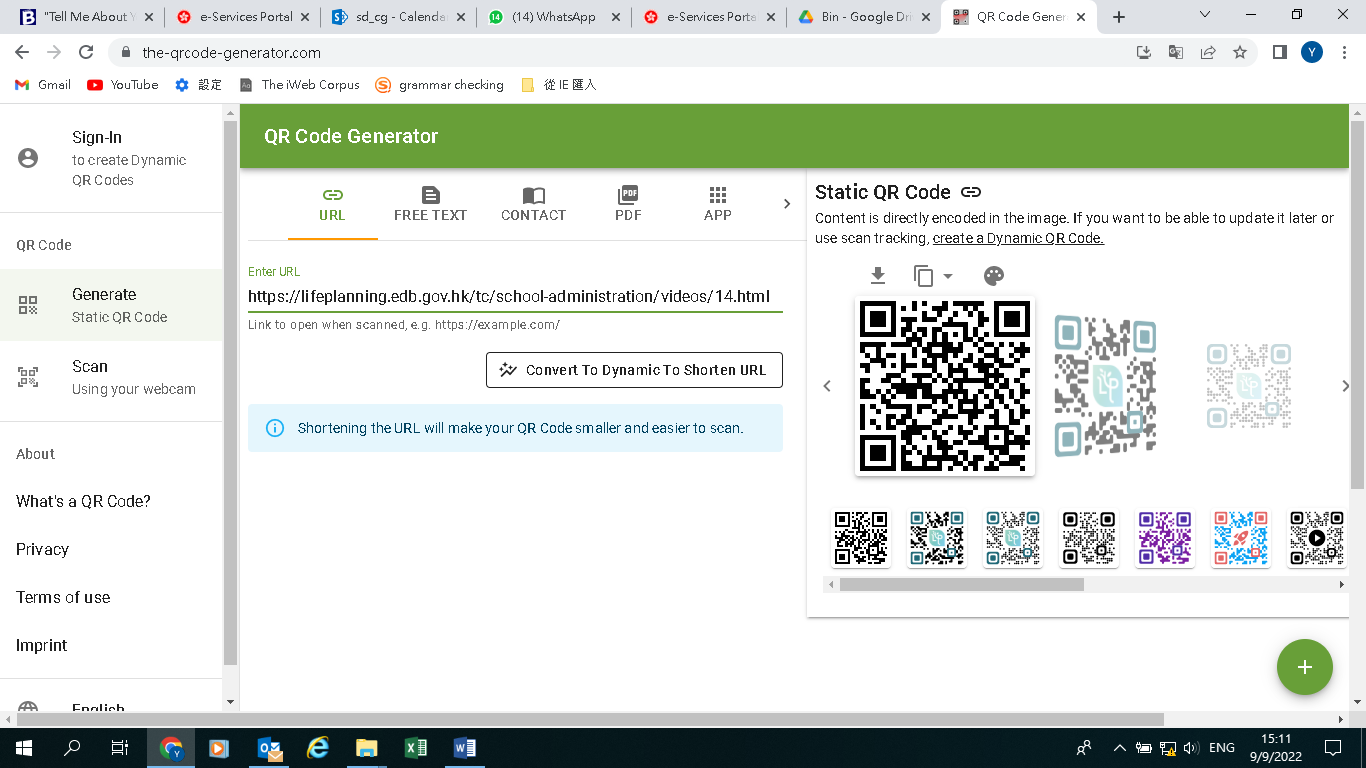 "Tell Me About Y
e-Services Portal
sd_cg - Calenda
(14) WhatsApp
e-Services Porta
Bin - Google Dri
QR Code Gener
the-qrcode-generator.com
Y
Gmail
YouTube
設定
The iWeb Corpus
grammar checking
從 IE 匯入
Sign-In
to create Dynamic
QR Codes
QR Code
Generate
Static QR Code
Scan
Using your webcam
About
What's a QR Code?
Privacy
Terms of use
Imprint
English
QR Code Generator
URL
FREE TEXT
CONTACT
PDF
PDF
APP
Enter URL
https://lifeplanning.edb.gov.hk/tc/school-administration/videos/14.html
Link to open when scanned, e.g. https://example.com/
Convert To Dynamic To Shorten URL
Shortening the URL will make your QR Code smaller and easier to scan.
Static QR Code
Content is directly encoded in the image. If you want to be able to update it later or
use scan tracking, create a Dynamic QR Code.
ENG
15:11
9/9/2022